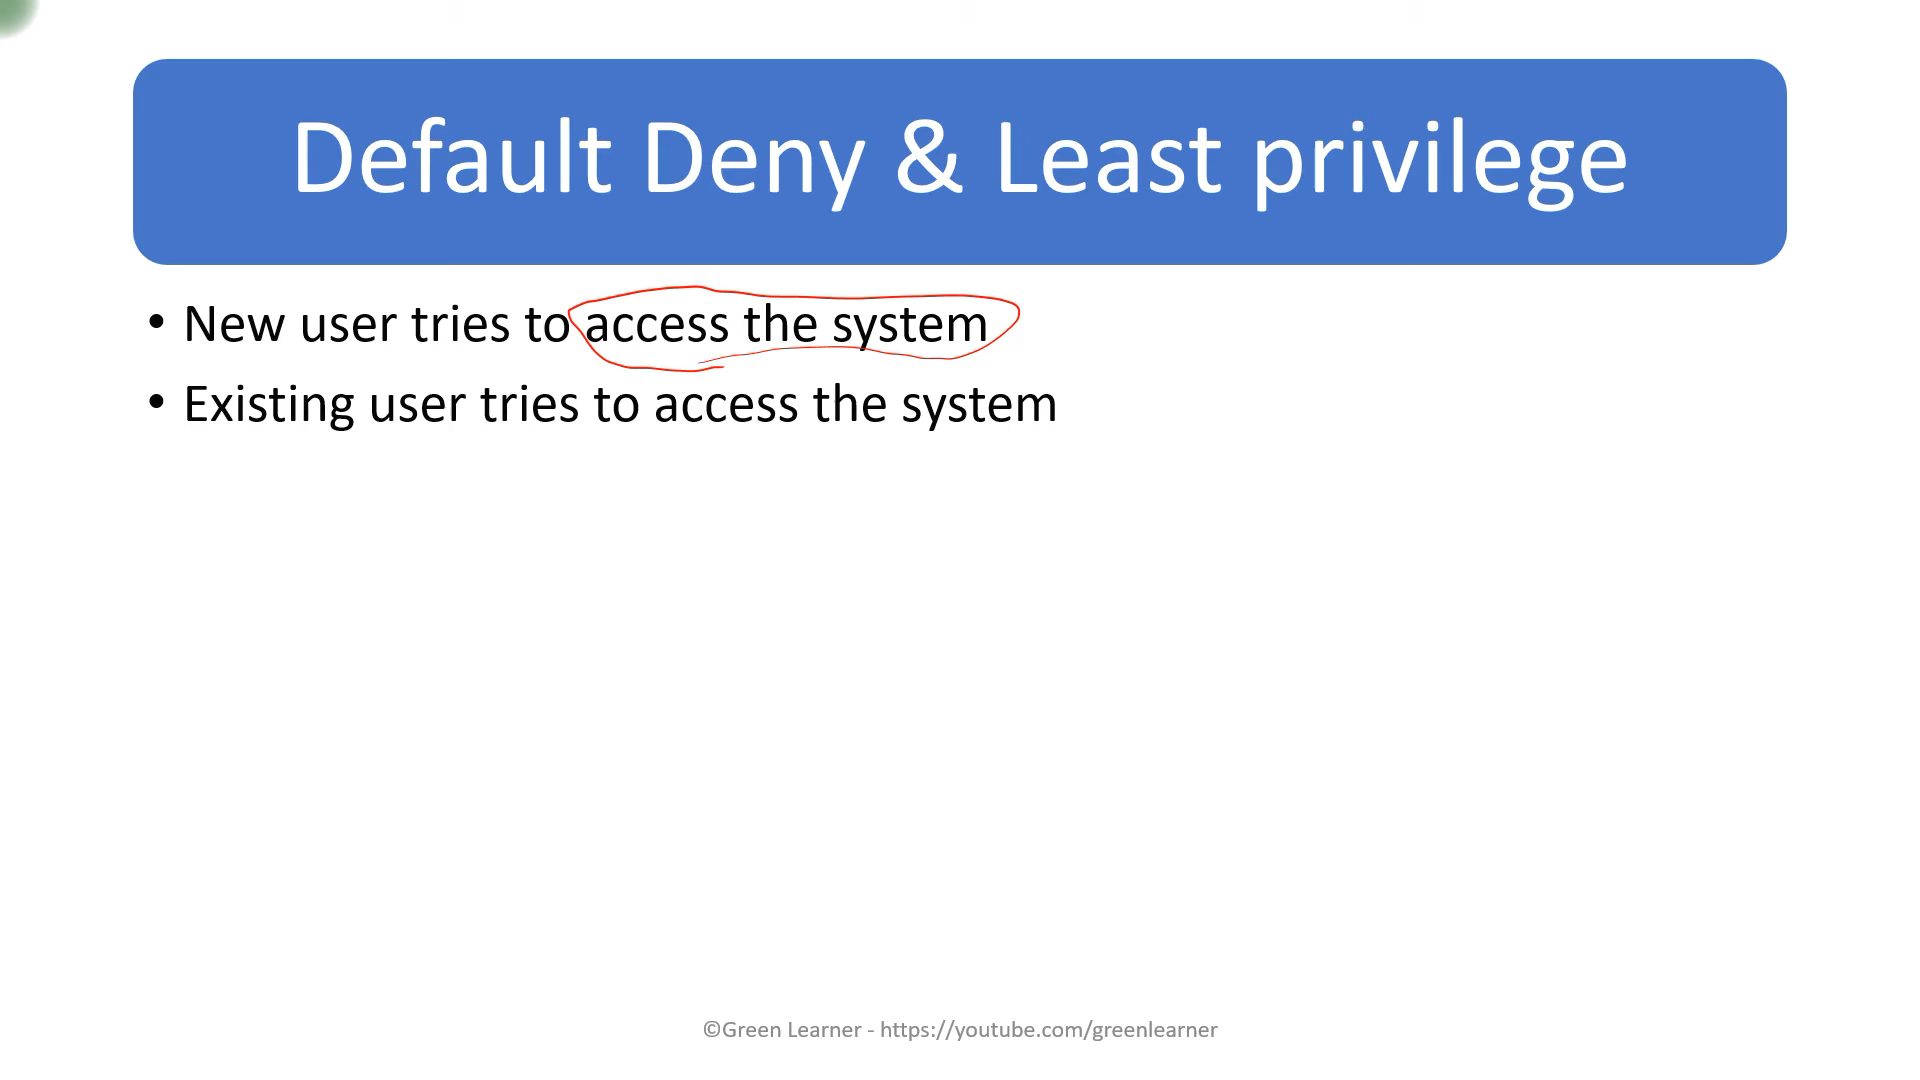 Default Deny & Least privilege
• New user tries to access the system
• Existing user tries to access the system
©Green Learner - https://youtube.com/greenlearner